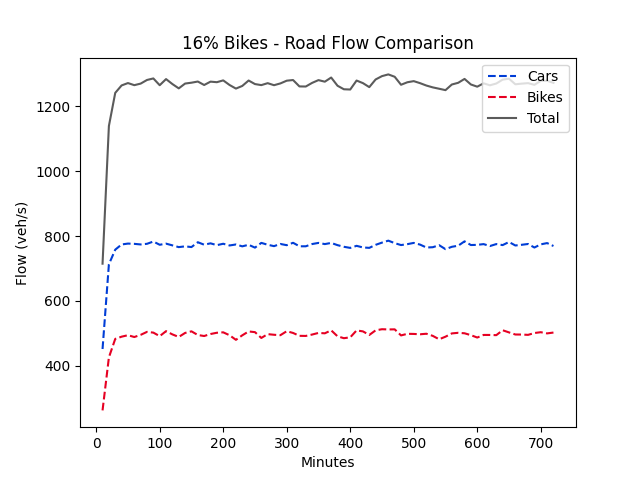 16% Bikes - Road Flow Comparison
Cars
Bikes
Total
Flow (veh/s)
1200
1000
800
600
400
0 100 200 300 400 500 600 700
Minutes